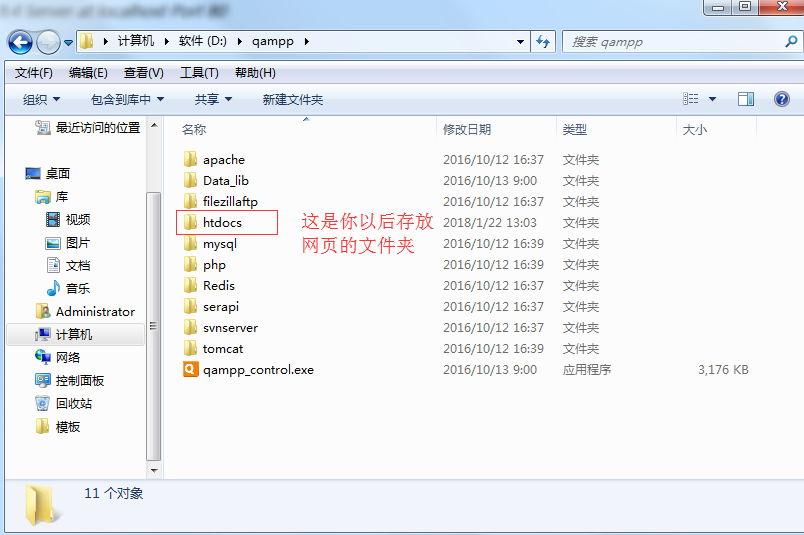 Server at localhost Port 80
计算机 软件 (D:) qampp
搜索 qampp
文件(F) 编辑(E) 查看(V) 工具(T) 帮助(H)
组织 包含到库中 共享 新建文件夹
最近访问的位置
桌面
库
视频
图片
文档
音乐
Administrator
计算机
网络
控制面板
回收站
模板
名称 修改日期 类型 大小
apache 2016/10/12 16:37 文件夹
Data_lib 2016/10/13 9:00 文件夹
filezillaftp 2016/10/12 16:37 文件夹
htdocs 2018/1/22 13:03 文件夹
mysql 2016/10/12 16:39 文件夹
php 2016/10/12 16:39 文件夹
Redis 2016/10/12 16:37 文件夹
serapi 2016/10/12 16:37 文件夹
svnserver 2016/10/12 16:37 文件夹
tomcat 2016/10/12 16:39 文件夹
qampp_control.exe 2016/10/13 9:00 应用程序 3,176 KB
这是你以后存放
网页的文件夹
11 个对象